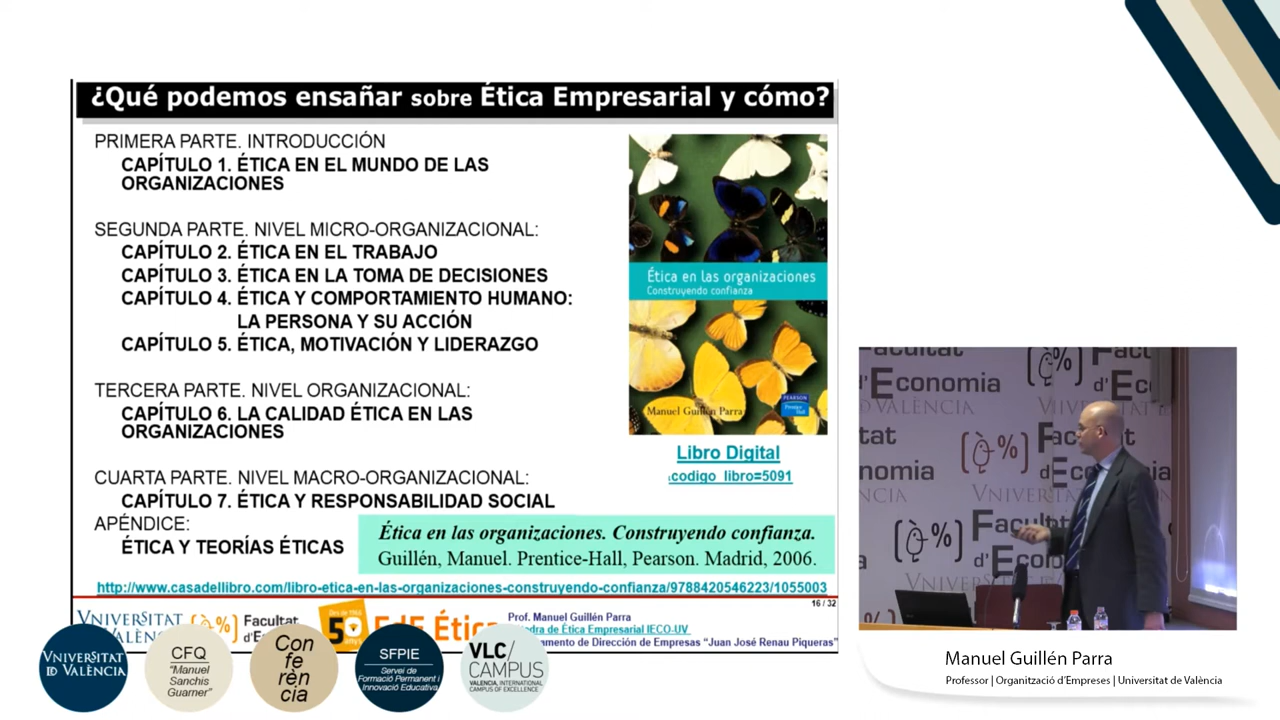 ¿Qué podemos ensañar sobre Ética Empresarial y cómo?
PRIMERA PARTE. INTRODUCCIÓN
CAPÍTULO 1. ÉTICA EN EL MUNDO DE LAS
ORGANIZACIONES
SEGUNDA PARTE. NIVEL MICRO-ORGANIZACIONAL:
CAPÍTULO 2. ÉTICA EN EL TRABAJO
CAPÍTULO 3. ÉTICA EN LA TOMA DE DECISIONES
CAPÍTULO 4. ÉTICA Y COMPORTAMIENTO HUMANO:
LA PERSONA Y SU ACCIÓN
CAPÍTULO 5. ÉTICA, MOTIVACIÓN Y LIDERAZGO
TERCERA PARTE. NIVEL ORGANIZACIONAL:
CAPÍTULO 6. LA CALIDAD ÉTICA EN LAS
ORGANIZACIONES
CUARTA PARTE. NIVEL MACRO-ORGANIZACIONAL:
CAPÍTULO 7. ÉTICA Y RESPONSABILIDAD SOCIAL
APÉNDICE:
ÉTICA Y TEORÍAS ÉTICAS
Ética en las organizaciones
Construyendo confianza
PEARSON
Prentice
Hall
Manuel Guillén Parra
Libro Digital
codigo_libro=5091
Ética en las organizaciones. Construyendo confianza.
Guillén, Manuel. Prentice-Hall, Pearson. Madrid, 2006.
http://www.casadellibro.com/libro-etica-en-las-organizaciones-construyendo-confianza/9788420546223/1055003
16 / 32
VNIVERSITAT
Facultat
Prof. Manuel Guillén Parra
de Ética Empresarial IECO-UV
de Dirección de Empresas “Juan José Renau Piqueras”
VNIVERSITAT
ID VALÈNCIA
CFQ
“Manuel
Sanchis
Guarner”
Con
fe
rèn
cia
SFPIE
Servei de
Formació Permanent i
Innovació Educativa
VLC/
CAMPUS
VALENCIA, INTERNATIONAL
CAMPUS OF EXCELLENCE
Facultat
d'Economia
VNIVERSITAT
Manuel Guillén Parra
Professor | Organització d’Empreses | Universitat de València